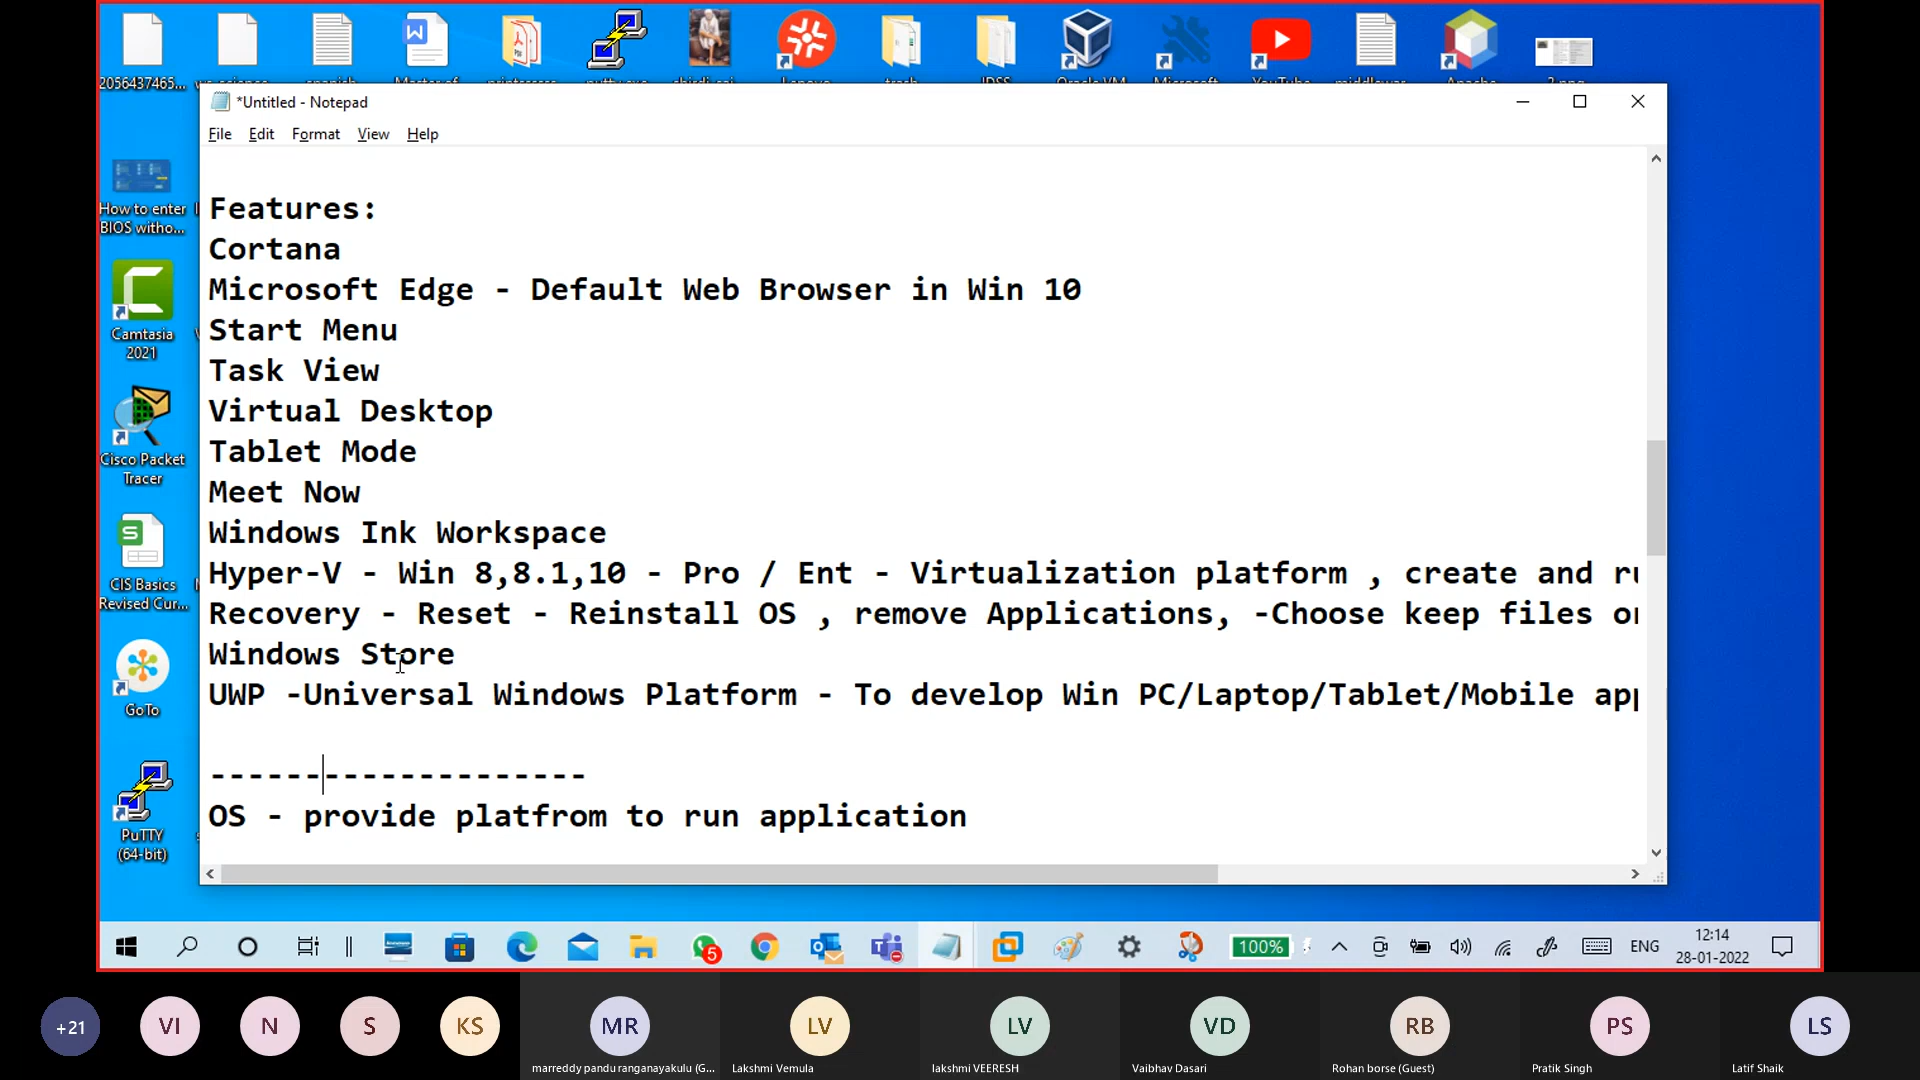 2056437465...
*Untitled - Notepad
File Edit Format View Help
How to enter
BIOS witho...
Camtasia
2021
Cisco Packet
Tracer
CIS Basics
Revised Cur...
GoTo
PuTTY
(64-bit)
Features:
Cortana
Microsoft Edge - Default Web Browser in Win 10
Start Menu
Task View
Virtual Desktop
Tablet Mode
Meet Now
Windows Ink Workspace
Hyper-V - Win 8,8.1,10 - Pro / Ent - Virtualization platform , create and
Recovery - Reset - Reinstall OS , remove Applications, -Choose keep files
Windows Store
UWP -Universal Windows Platform - To develop Win PC/Laptop/Tablet/Mobile
---------------------
OS - provide platfrom to run application
5
100%
ENG
12:14
28-01-2022
+21
VI
N
S
KS
MR
LV
LV
VD
RB
PS
LS
marreddy pandu ranganayakulu (G...
Lakshmi Vemula
lakshmi VEERESH
Vaibhav Dasari
Rohan borse (Guest)
Pratik Singh
Latif Shaik